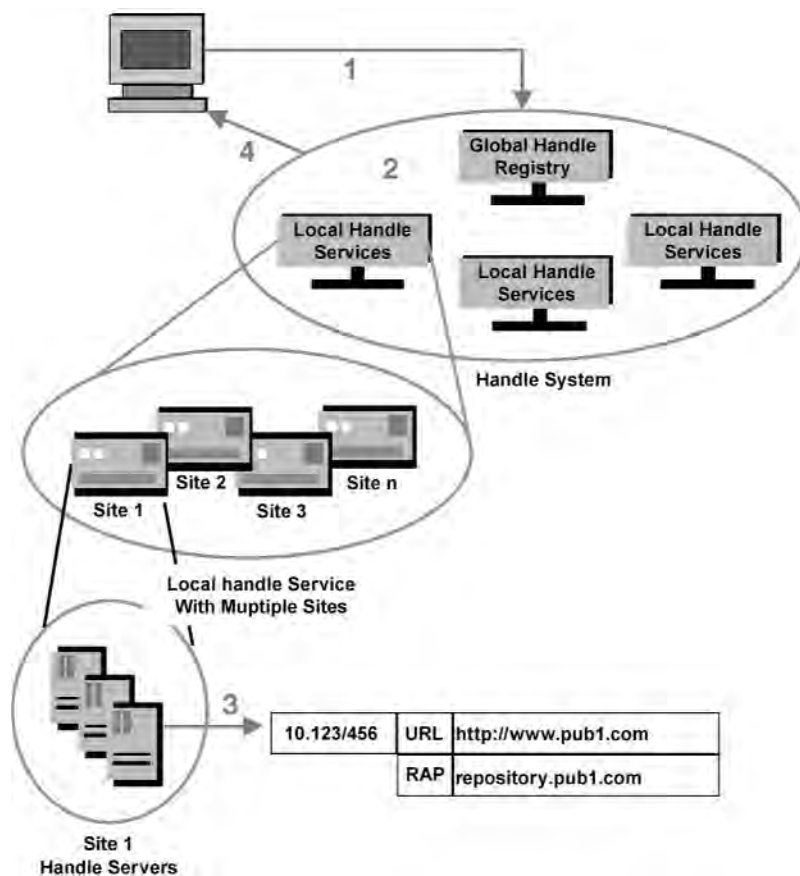 1
4
2
Global Handle
Registry
Local Handle
Services
Local Handle
Services
Local Handle
Services
Handle System
Site 1
Site 2
Site 3
Site n
Local handle Service
With Muptiple Sites
3
10.123/456 URL http://www.pub1.com
RAP repository.pub1.com
Site 1
Handle Servers